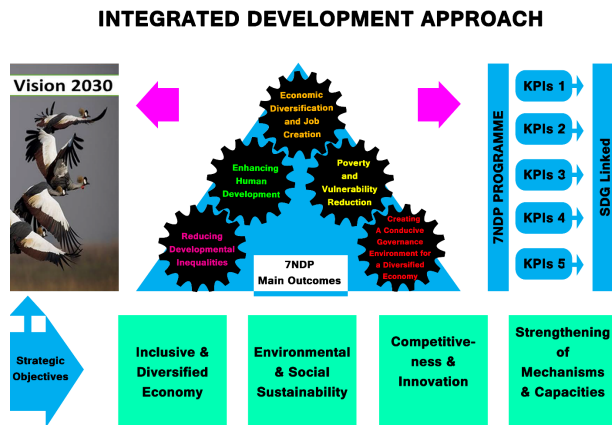 INTEGRATED DEVELOPMENT APPROACH
Vision 2030
Economic
Diversification
and Job
Creation
Enhancing
Human
Development
Poverty
and
Vulnerability
Reduction
Reducing
Developmental
Inequalities
Creating
A Conducive
Governance
Environment for
a Diversified
Economy
7NDP
Main Outcomes
7NDP PROGRAMME
KPIs 1
KPIs 2
KPIs 3
KPIs 4
KPIs 5
SDG Linked
Strategic
Objectives
Inclusive &
Diversified
Economy
Environmental
& Social
Sustainability
Competitive-
ness &
Innovation
Strengthening
of
Mechanisms
& Capacities